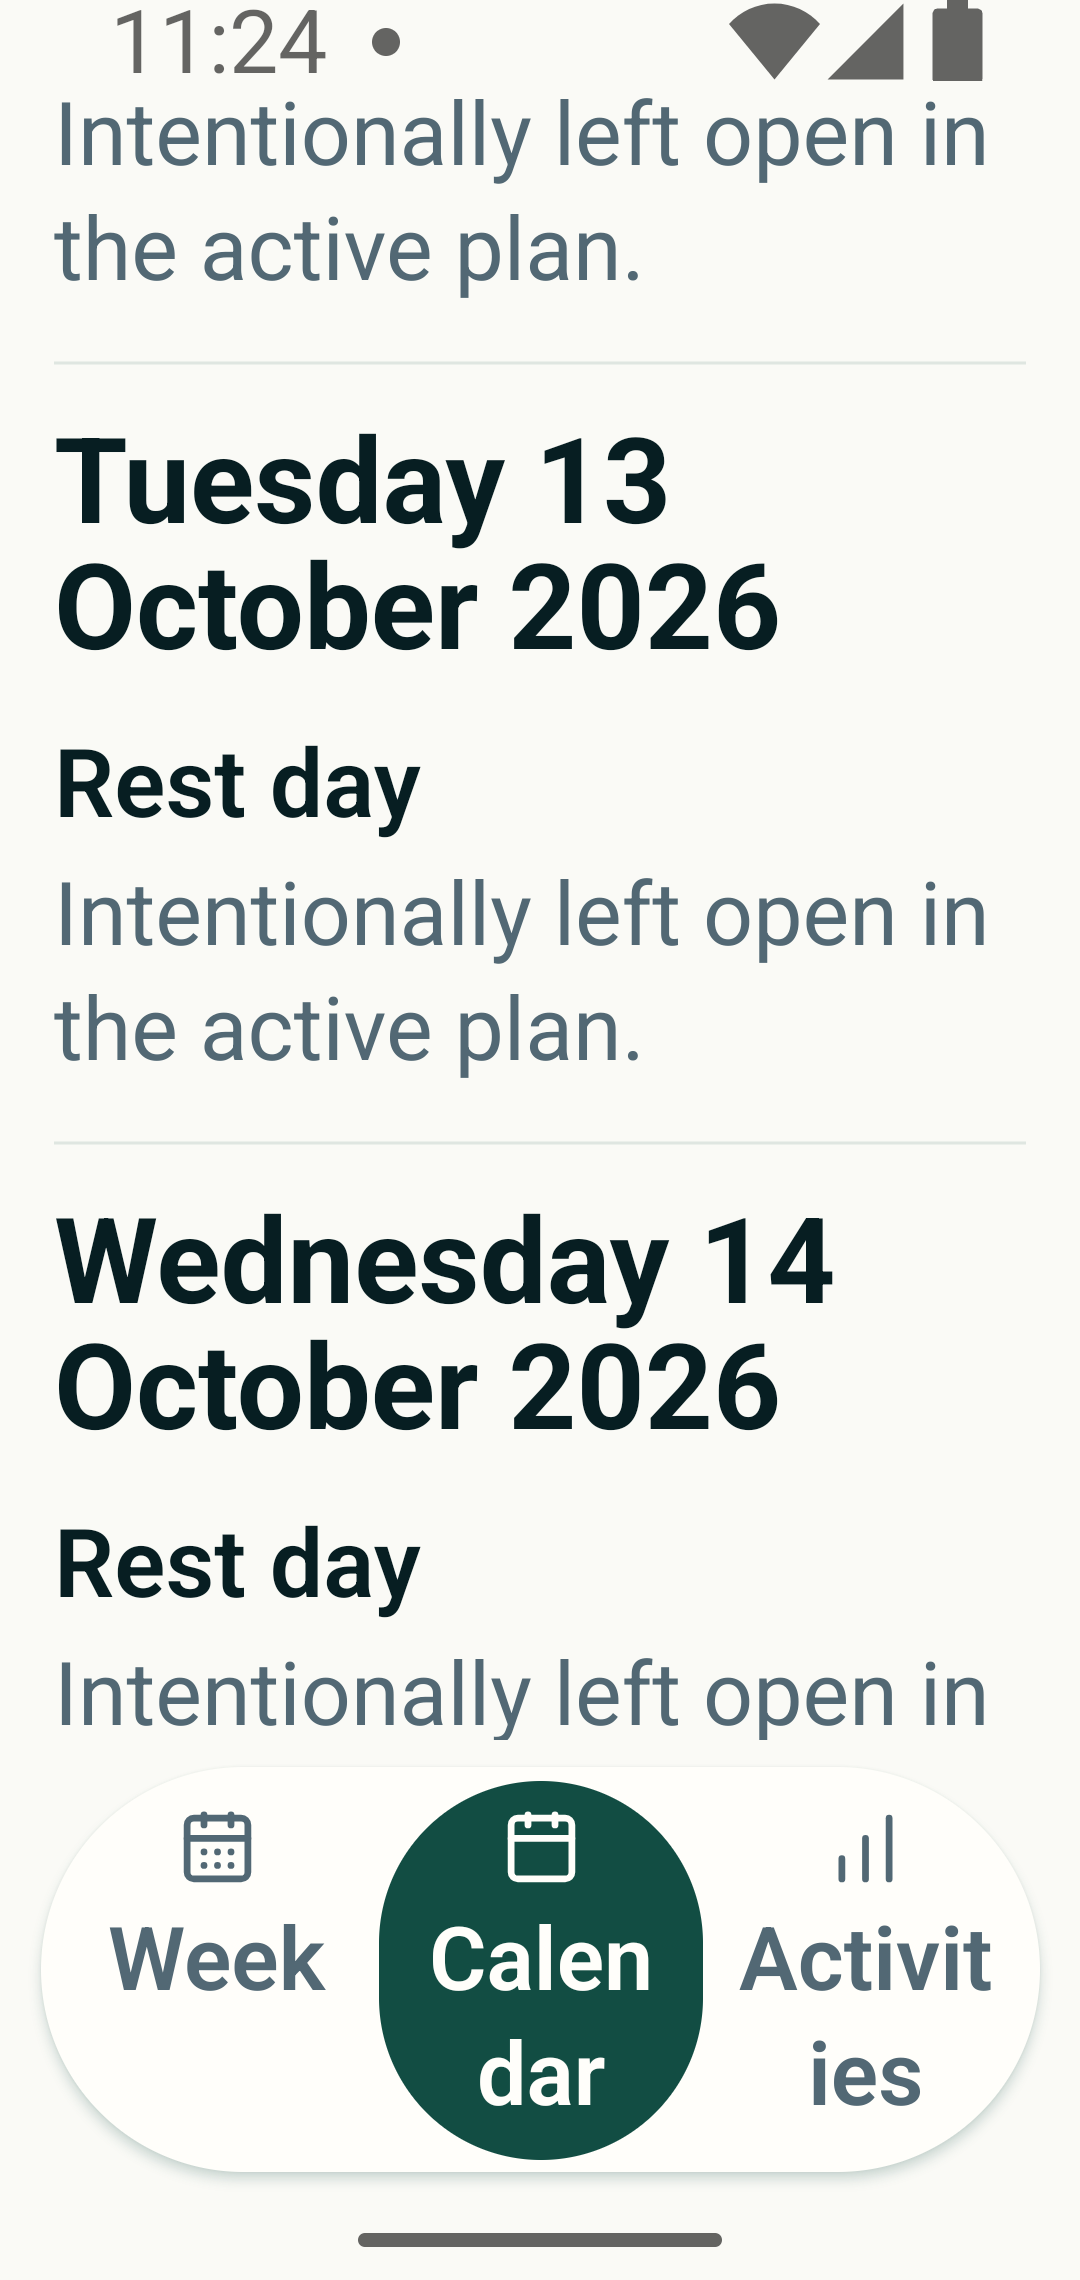 11:24
Intentionally left open in
the active plan.
Tuesday 13
October 2026
Rest day
Intentionally left open in
the active plan.
Wednesday 14
October 2026
Rest day
Intentionally left open in
Week
Calen
dar
Activit
ies